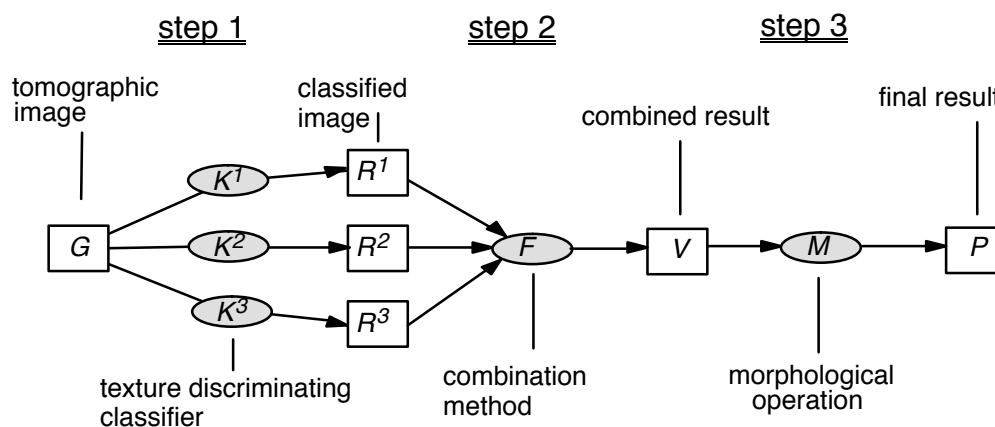 step 1
step 2
step 3
tomographic
image
classified
image
combined result
final result
K¹
R¹
G
K²
R²
F
V
M
P
K³
R³
texture discriminating
classifier
combination
method
morphological
operation